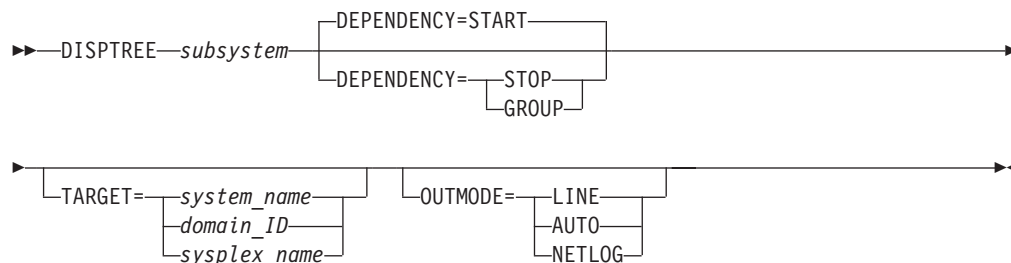 DEPENDENCY=START
DISPTREE subsystem
DEPENDENCY= STOP
GROUP
TARGET= system_name OUTMODE= LINE
domain_ID AUTO
sysplex_name NETLOG